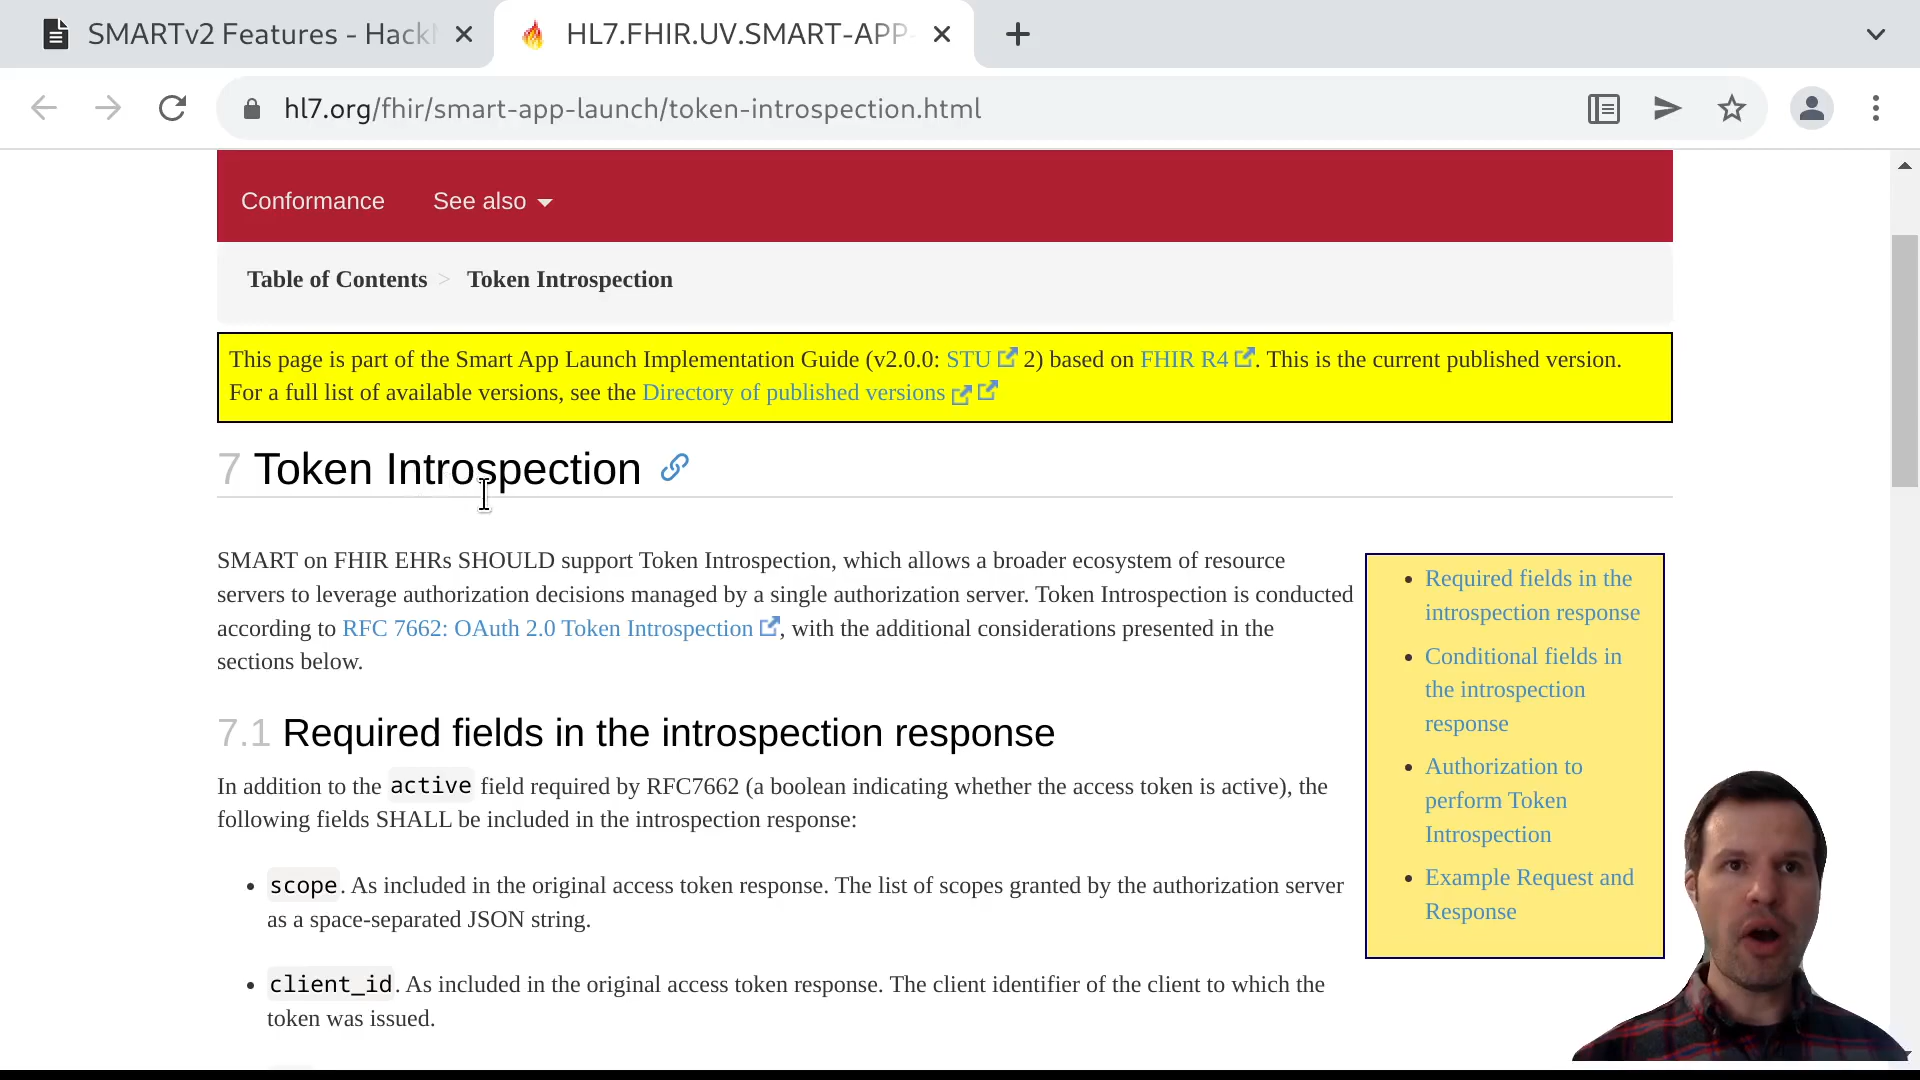 SMARTv2 Features - Hack
HL7.FHIR.UV.SMART-APP-
hl7.org/fhir/smart-app-launch/token-introspection.html
Conformance See also
Table of Contents > Token Introspection
This page is part of the Smart App Launch Implementation Guide (v2.0.0: STU 2) based on FHIR R4. This is the current published version.
For a full list of available versions, see the Directory of published versions
7 Token Introspection
SMART on FHIR EHRs SHOULD support Token Introspection, which allows a broader ecosystem of resource
servers to leverage authorization decisions managed by a single authorization server. Token Introspection is conducted
according to RFC 7662: OAuth 2.0 Token Introspection, with the additional considerations presented in the
sections below.
7.1 Required fields in the introspection response
In addition to the active field required by RFC7662 (a boolean indicating whether the access token is active), the
following fields SHALL be included in the introspection response:
• scope. As included in the original access token response. The list of scopes granted by the authorization server
as a space-separated JSON string.
• client_id. As included in the original access token response. The client identifier of the client to which the
token was issued.
• Required fields in the
introspection response
• Conditional fields in
the introspection
response
• Authorization to
perform Token
Introspection
• Example Request and
Response